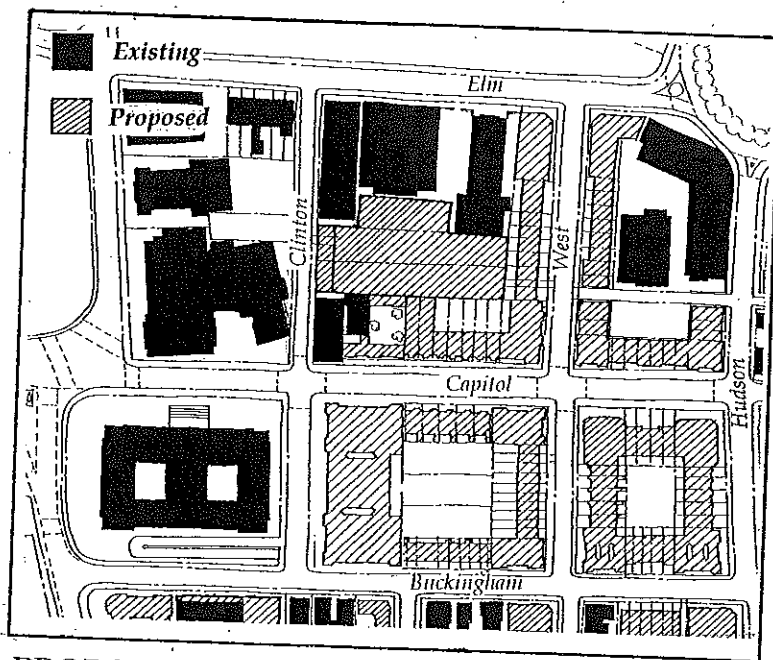 Existing
Elm
Proposed
Clinton
West
Capitol
Hudson
Buckingham